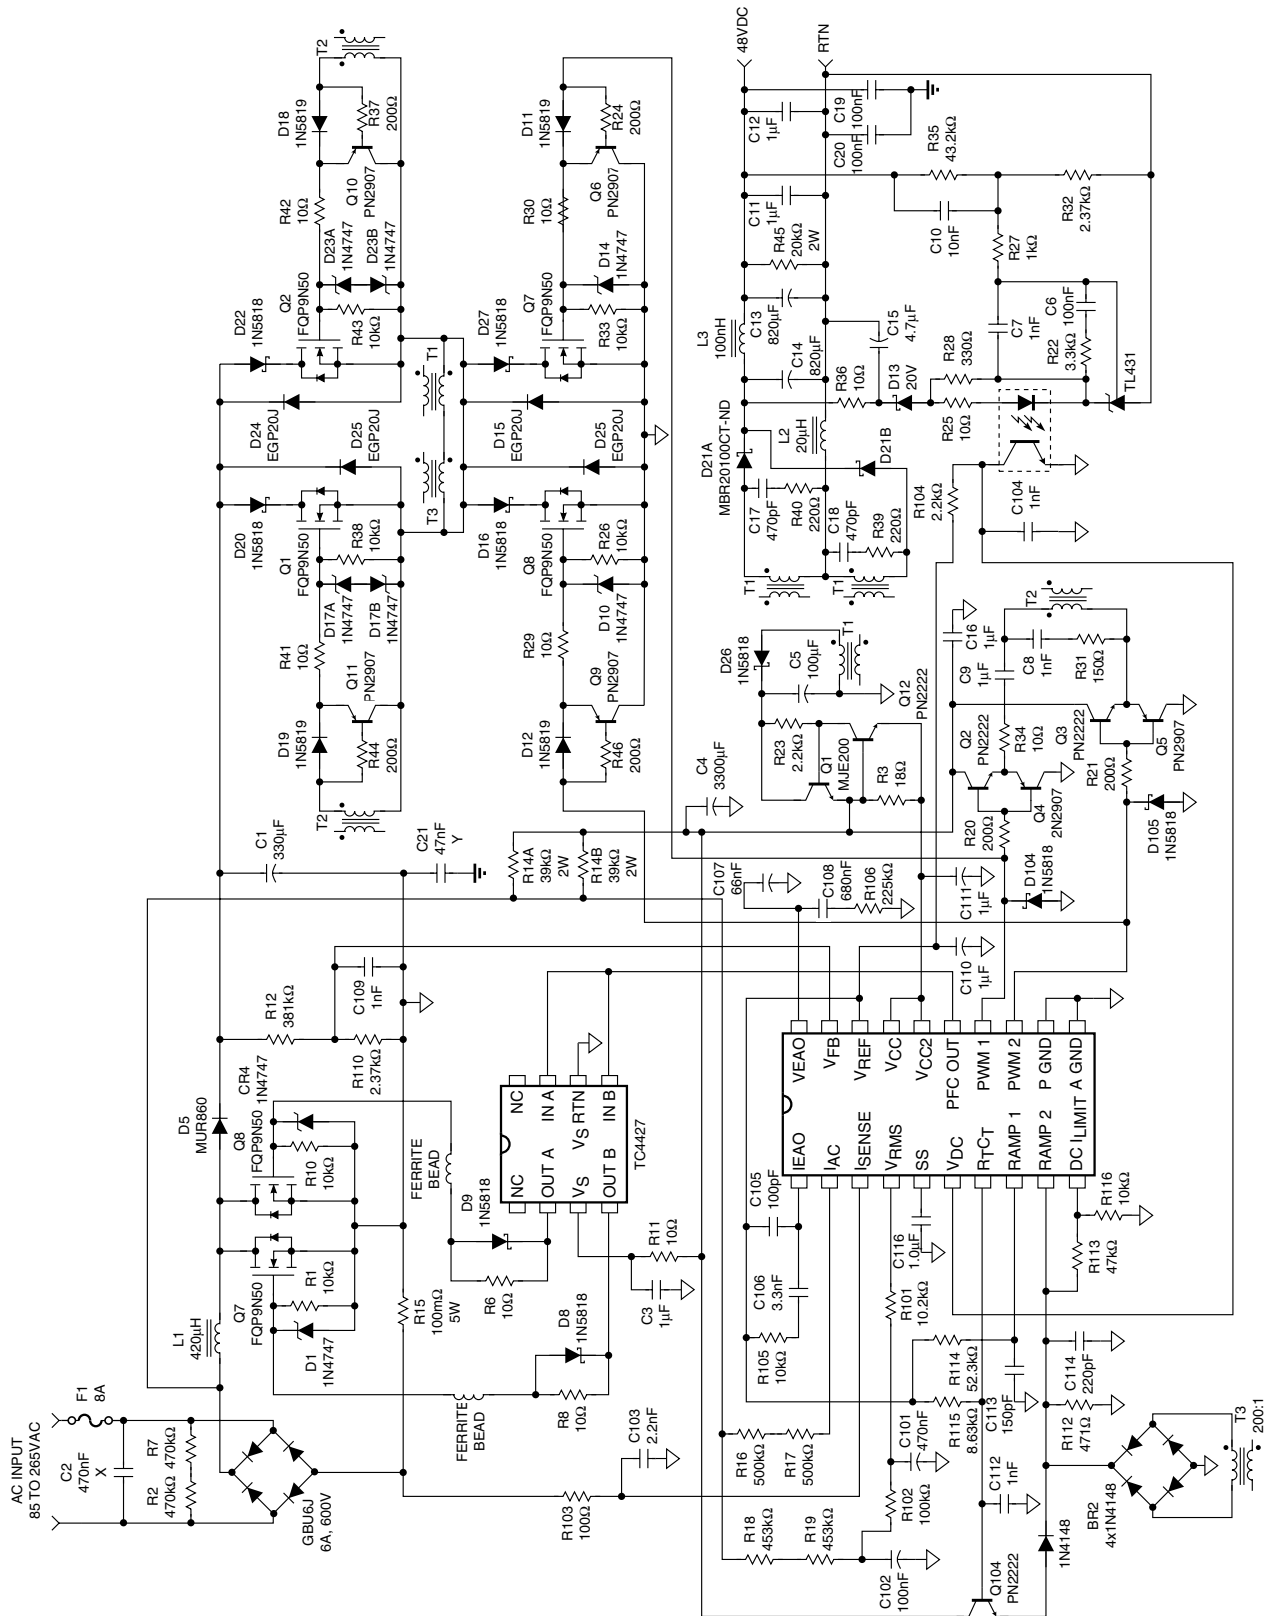 AC INPUT
85 TO 265VAC
F1
8A
C2
470nF
X
R2
470kΩ
R7
470kΩ
GBU6J
6A, 600V
L1
420μH
Q7
FQP9N50
D1
1N4747
R1
10kΩ
Q8
FQP9N50
R10
10kΩ
CR4
1N4747
D5
MUR860
R15
100mΩ
5W
FERRITE
BEAD
FERRITE
BEAD
D9
1N5818
R6
10Ω
D8
1N5818
R8
10Ω
C3
1μF
R11
10Ω
NC
OUT A
VS
OUT B
NC
IN A
VS RTN
IN B
TC4427
R12
381kΩ
R110
2.37kΩ
C109
1nF
C1
330μF
C21
47nF
Y
R14A
39kΩ
2W
R14B
39kΩ
2W
C4
3300μF
R103
100Ω
C103
2.2nF
R16
500kΩ
R17
500kΩ
R18
453kΩ
R19
453kΩ
C102
100nF
R102
100kΩ
C101
470nF
R101
10.2kΩ
R105
10kΩ
C106
3.3nF
C105
100pF
C116
1.0μF
R115
8.63kΩ
R114
52.3kΩ
C113
150pF
C112
1nF
R112
471Ω
C114
220pF
R113
47kΩ
R116
10kΩ
Q104
PN2222
1N4148
BR2
4x1N4148
T3
200:1
IEAO
IAC
ISENSE
VRMS
SS
VDC
RTCT
RAMP 1
RAMP 2
DC ILIMIT
VEAO
VFB
VREF
VCC
VCC2
PFC OUT
PWM 1
PWM 2
P GND
A GND
C107
66nF
C108
680nF
R106
225kΩ
C110
1μF
C111
1μF
D104
1N5818
D105
1N5818
R20
200Ω
R21
200Ω
Q2
PN2222
Q4
2N2907
Q3
PN2222
Q5
PN2907
R34
10Ω
C9
1μF
C8
1nF
R31
150Ω
C16
1μF
T2
R3
18Ω
Q1
MJE200
R23
2.2kΩ
Q12
PN2222
C5
100μF
D26
1N5818
T1
T2
D19
1N5819
R44
200Ω
Q11
PN2907
R41
10Ω
D17A
1N4747
D17B
1N4747
R38
10kΩ
Q1
FQP9N50
D20
1N5818
D25
EGP20J
D24
EGP20J
D22
1N5818
Q2
FQP9N50
R43
10kΩ
D23A
1N4747
D23B
1N4747
R42
10Ω
Q10
PN2907
D18
1N5819
R37
200Ω
T2
T3
T1
D12
1N5819
R46
200Ω
Q9
PN2907
R29
10Ω
D10
1N4747
R26
10kΩ
Q8
FQP9N50
D16
1N5818
D25
EGP20J
D15
EGP20J
D27
1N5818
Q7
FQP9N50
R33
10kΩ
D14
1N4747
R30
10Ω
Q6
PN2907
D11
1N5819
R24
200Ω
T1
T1
C17
470pF
R40
220Ω
C18
470pF
R39
220Ω
D21A
MBR20100CT-ND
D21B
L2
20μH
L3
100nH
C14
820μF
C13
820μF
R45
20kΩ
2W
C11
1μF
C12
1μF
C20
100nF
C19
100nF
48VDC
RTN
R36
10Ω
D13
20V
C15
4.7μF
R28
330Ω
R25
10Ω
R104
2.2kΩ
C104
1nF
C7
1nF
R22
3.3kΩ
C6
100nF
TL431
R27
1kΩ
C10
10nF
R35
43.2kΩ
R32
2.37kΩ